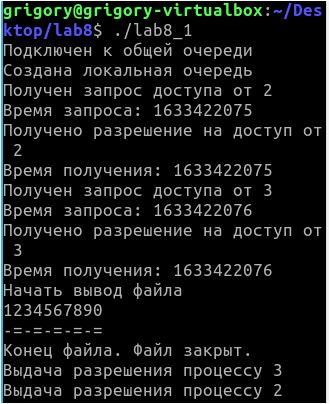 grigory@grigory-virtualbox:~/Des
ktop/lab8$ ./lab8_1
Подключен к общей очереди
Создана локальная очередь
Получен запрос доступа от 2
Время запроса: 1633422075
Получено разрешение на доступ от
 2
Время получения: 1633422075
Получен запрос доступа от 3
Время запроса: 1633422076
Получено разрешение на доступ от
 3
Время получения: 1633422076
Начать вывод файла
1234567890
-=-=-=-=-=
Конец файла. Файл закрыт.
Выдача разрешения процессу 3
Выдача разрешения процессу 2